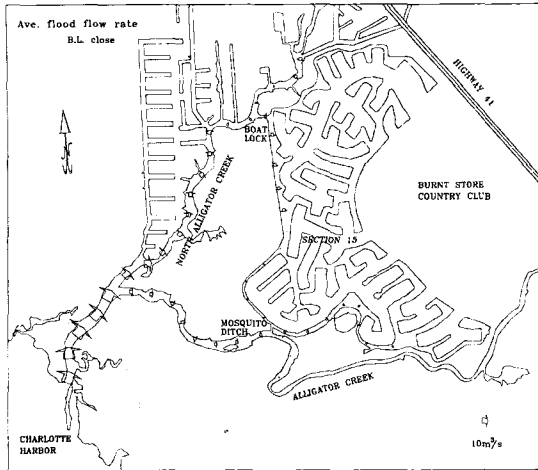 Ave. flood flow rate
B.L. close
HIGHWAY 41
BOAT
LOCK
NORTH ALLIGATOR CREEK
BURNT STORE
COUNTRY CLUB
SECTION 15
MOSQUITO
DITCH
ALLIGATOR CREEK
CHARLOTTE
HARBOR
10m³/s
N